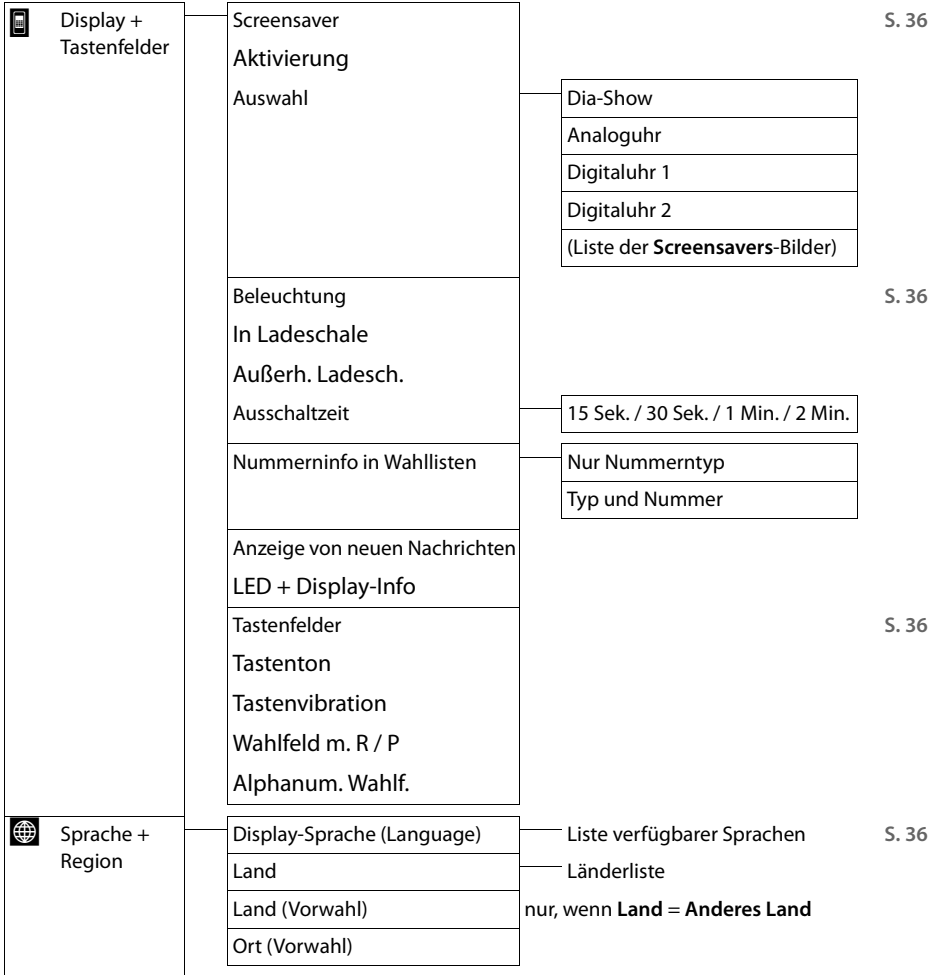 Display + Screensaver S. 36
Tastenfelder
Aktivierung
Auswahl Dia-Show
Analoguhr
Digitaluhr 1
Digitaluhr 2
(Liste der Screensavers-Bilder)
Beleuchtung S. 36
In Ladeschale
Außerh. Ladesch.
Ausschaltzeit 15 Sek. / 30 Sek. / 1 Min. / 2 Min.
Nummerninfo in Wahllisten Nur Nummerntyp
Typ und Nummer
Anzeige von neuen Nachrichten
LED + Display-Info
Tastenfelder S. 36
Tastenton
Tastenvibration
Wahlfeld m. R / P
Alphanum. Wahlf.
Sprache + Display-Sprache (Language) Liste verfügbarer Sprachen S. 36
Region
Land Länderliste
Land (Vorwahl) nur, wenn Land = Anderes Land
Ort (Vorwahl)